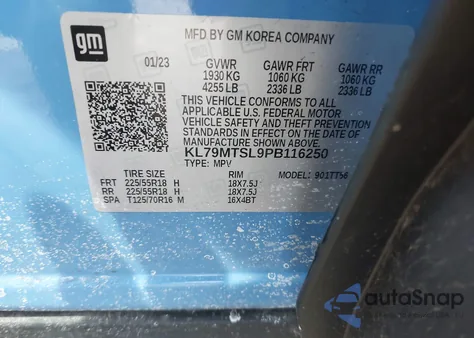 gm
MFD BY GM KOREA COMPANY
01/23 GVWR GAWR FRT GAWR RR
1930 KG 1060 KG 1060 KG
4255 LB 2336 LB 2336 LB
THIS VEHICLE CONFORMS TO ALL APPLICABLE
U.S. FEDERAL MOTOR VEHICLE SAFETY, BUMPER, AND THEFT
PREVENTION STANDARDS IN EFFECT ON THE DATE OF
MANUFACTURE SHOWN ABOVE.
KL79MTSL9PB116250
TYPE: MPV MODEL: 901TT56
TIRE SIZE RIM
FRT 225/55R18 H 18X7.5J
RR 225/55R18 H 18X7.5J
SPA T125/70R16 M 16X4BT
autoSnap